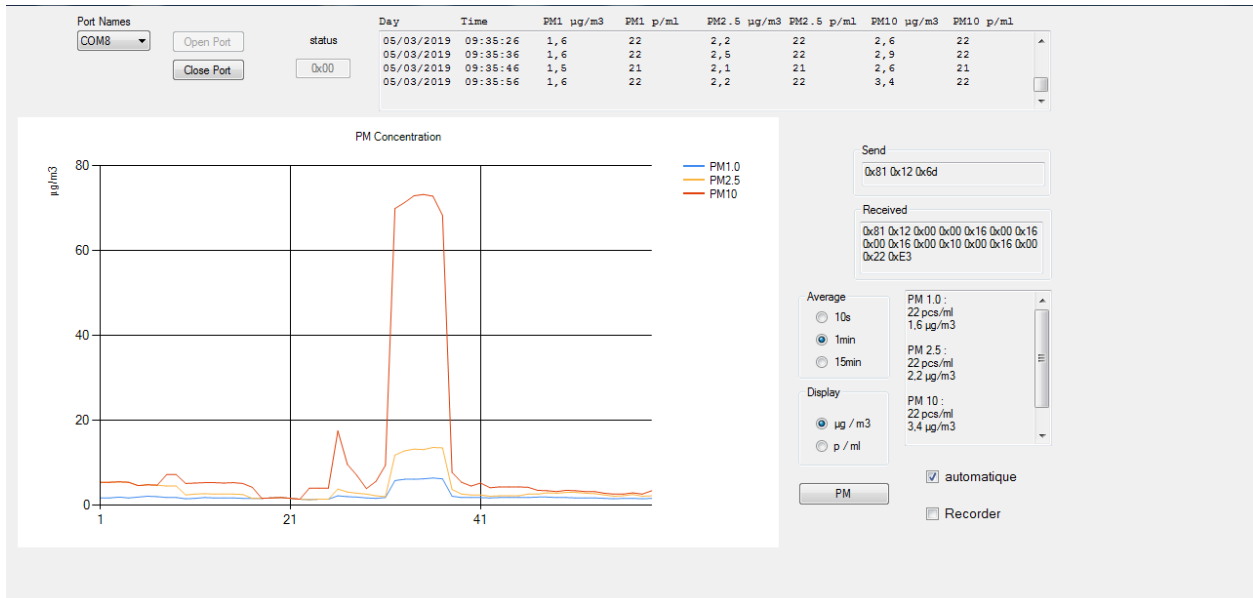 Port Names
COM8
Open Port
Close Port
status
0x00
Day Time PM1 µg/m3 PM1 p/ml PM2.5 µg/m3 PM2.5 p/ml PM10 µg/m3 PM10 p/ml
05/03/2019 09:35:26 1,6 22 2,2 22 2,6 22
05/03/2019 09:35:36 1,6 22 2,5 22 2,9 22
05/03/2019 09:35:46 1,5 21 2,1 21 2,6 21
05/03/2019 09:35:56 1,6 22 2,2 22 3,4 22
PM Concentration
µg/m3
80
60
40
20
0
1 21 41
PM1.0
PM2.5
PM10
Send
0x81 0x12 0x6d
Received
0x81 0x12 0x00 0x00 0x16 0x00 0x16
0x00 0x16 0x00 0x10 0x00 0x16 0x00
0x22 0xE3
Average
10s
1min
15min
Display
µg / m3
p / ml
PM
PM 1.0 :
22 pcs/ml
1,6 µg/m3
PM 2.5 :
22 pcs/ml
2,2 µg/m3
PM 10 :
22 pcs/ml
3,4 µg/m3
automatique
Recorder